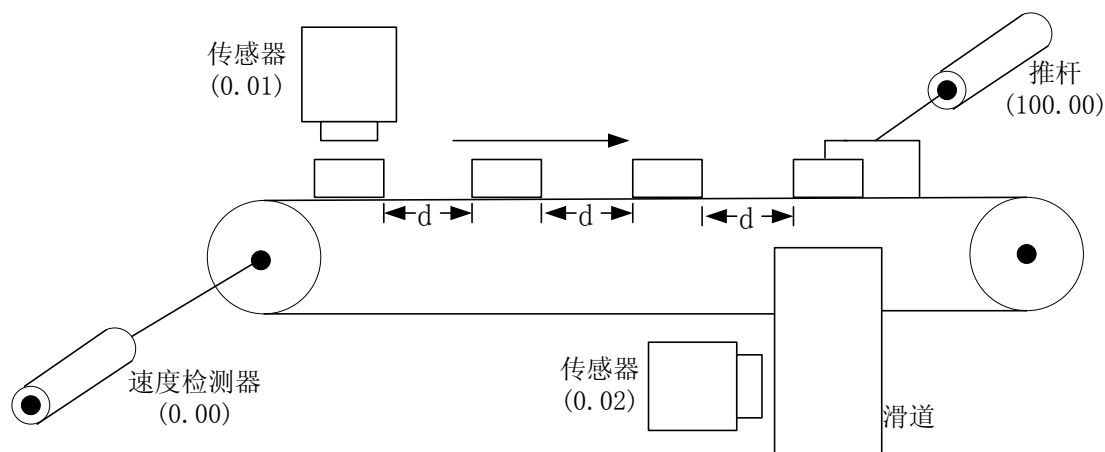 传感器
(0.01)
推杆
(100.00)
d
d
d
速度检测器
(0.00)
传感器
(0.02)
滑道